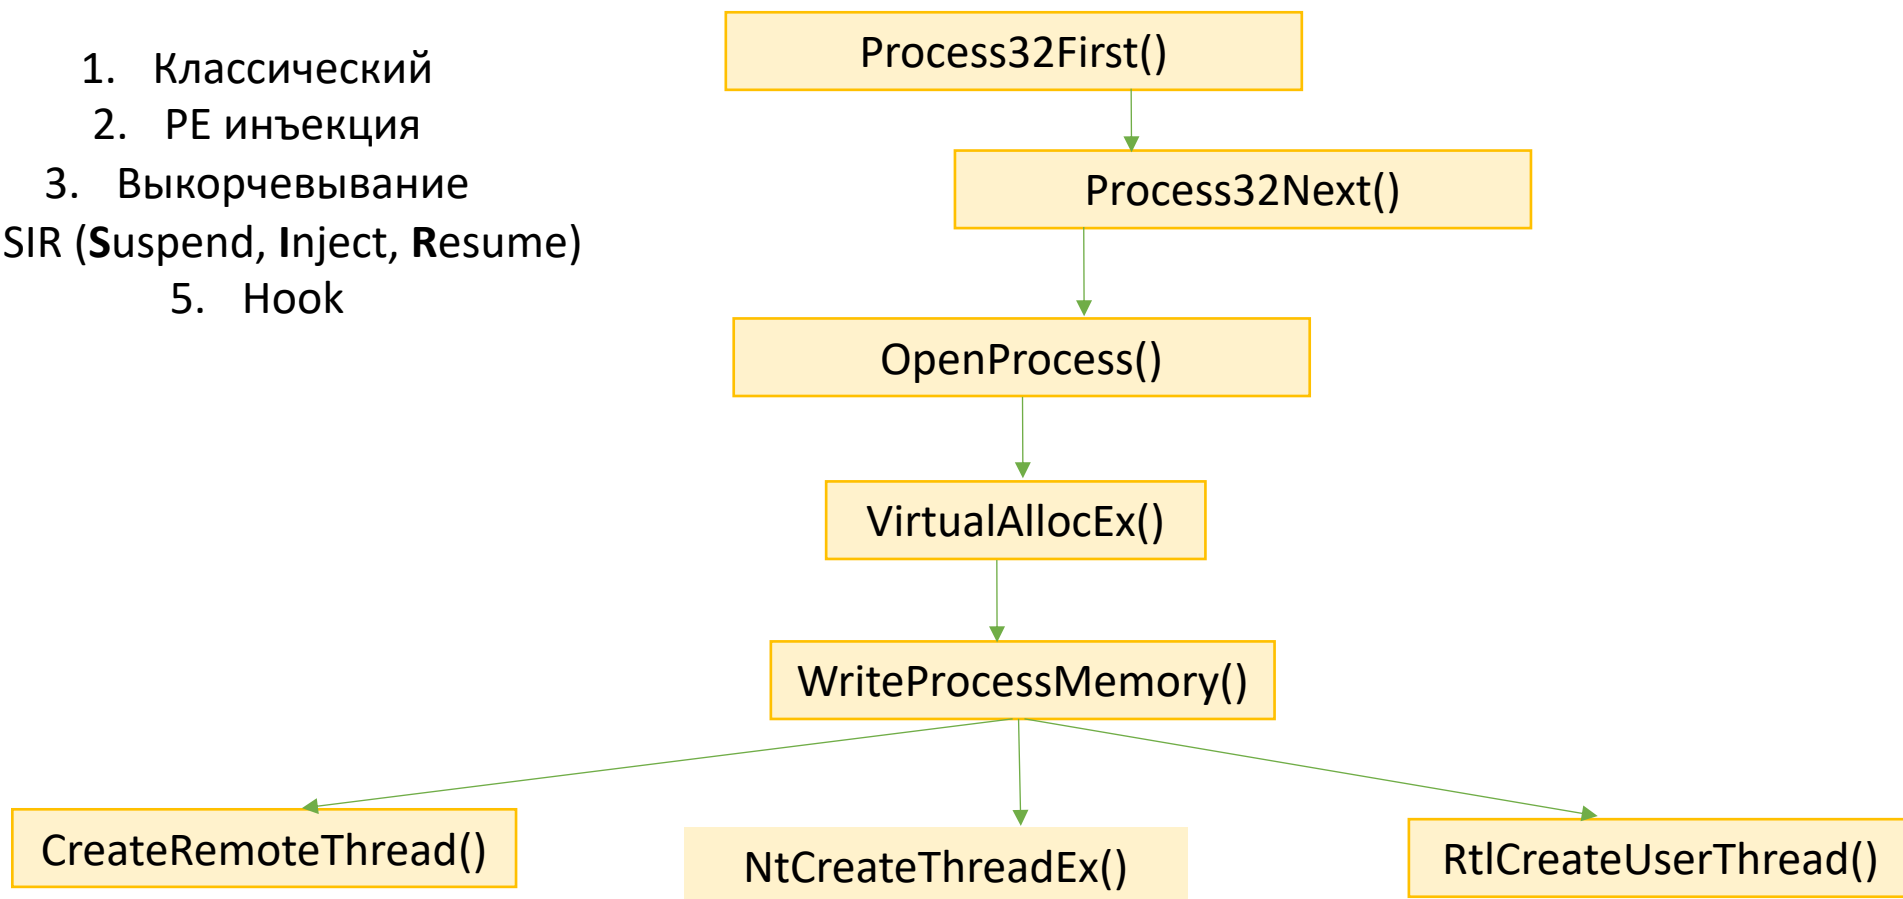 1. Классический
2. PE инъекция
3. Выкорчевывание
SIR (Suspend, Inject, Resume)
5. Hook
Process32First()
Process32Next()
OpenProcess()
VirtualAllocEx()
WriteProcessMemory()
CreateRemoteThread()
NtCreateThreadEx()
RtlCreateUserThread()